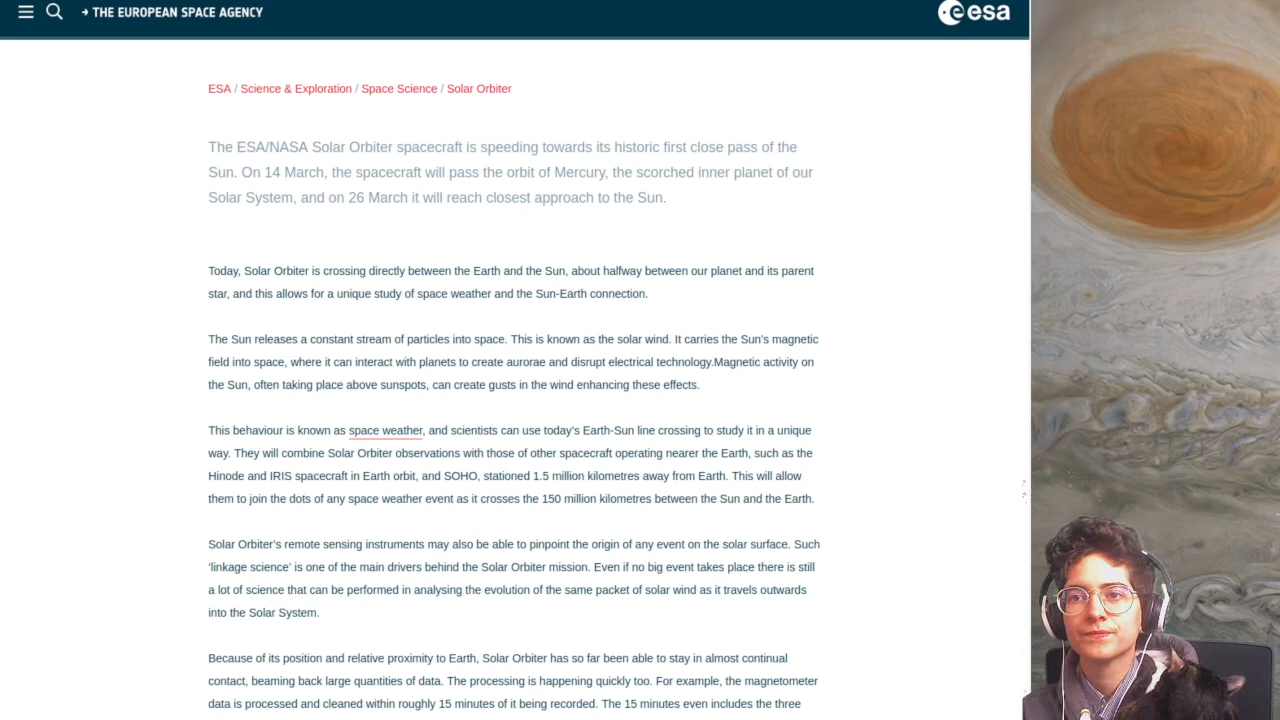 → THE EUROPEAN SPACE AGENCY
esa
ESA / Science & Exploration / Space Science / Solar Orbiter
The ESA/NASA Solar Orbiter spacecraft is speeding towards its historic first close pass of the
Sun. On 14 March, the spacecraft will pass the orbit of Mercury, the scorched inner planet of our
Solar System, and on 26 March it will reach closest approach to the Sun.
Today, Solar Orbiter is crossing directly between the Earth and the Sun, about halfway between our planet and its parent
star, and this allows for a unique study of space weather and the Sun-Earth connection.
The Sun releases a constant stream of particles into space. This is known as the solar wind. It carries the Sun’s magnetic
field into space, where it can interact with planets to create aurorae and disrupt electrical technology.Magnetic activity on
the Sun, often taking place above sunspots, can create gusts in the wind enhancing these effects.
This behaviour is known as space weather, and scientists can use today’s Earth-Sun line crossing to study it in a unique
way. They will combine Solar Orbiter observations with those of other spacecraft operating nearer the Earth, such as the
Hinode and IRIS spacecraft in Earth orbit, and SOHO, stationed 1.5 million kilometres away from Earth. This will allow
them to join the dots of any space weather event as it crosses the 150 million kilometres between the Sun and the Earth.
Solar Orbiter’s remote sensing instruments may also be able to pinpoint the origin of any event on the solar surface. Such
‘linkage science’ is one of the main drivers behind the Solar Orbiter mission. Even if no big event takes place there is still
a lot of science that can be performed in analysing the evolution of the same packet of solar wind as it travels outwards
into the Solar System.
Because of its position and relative proximity to Earth, Solar Orbiter has so far been able to stay in almost continual
contact, beaming back large quantities of data. The processing is happening quickly too. For example, the magnetometer
data is processed and cleaned within roughly 15 minutes of it being recorded. The 15 minutes even includes the three